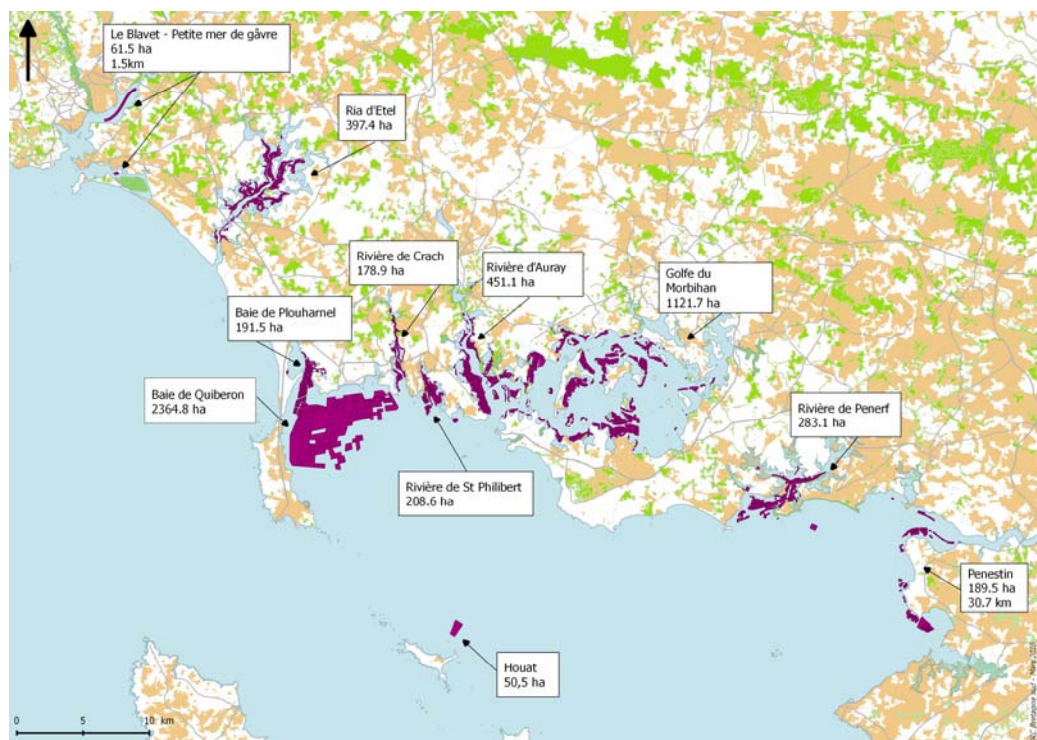 Le Blavet - Petite mer de gâvre
61.5 ha
1.5km
Ria d'Etel
397.4 ha
Rivière de Crach
178.9 ha
Rivière d'Auray
451.1 ha
Golfe du
Morbihan
1121.7 ha
Baie de Plouharnel
191.5 ha
Baie de Quiberon
2364.8 ha
Rivière de Penerf
283.1 ha
Rivière de St Philibert
208.6 ha
Penestin
189.5 ha
30.7 km
Houat
50,5 ha
0 5 10 km
Bretagne Sud - Mars